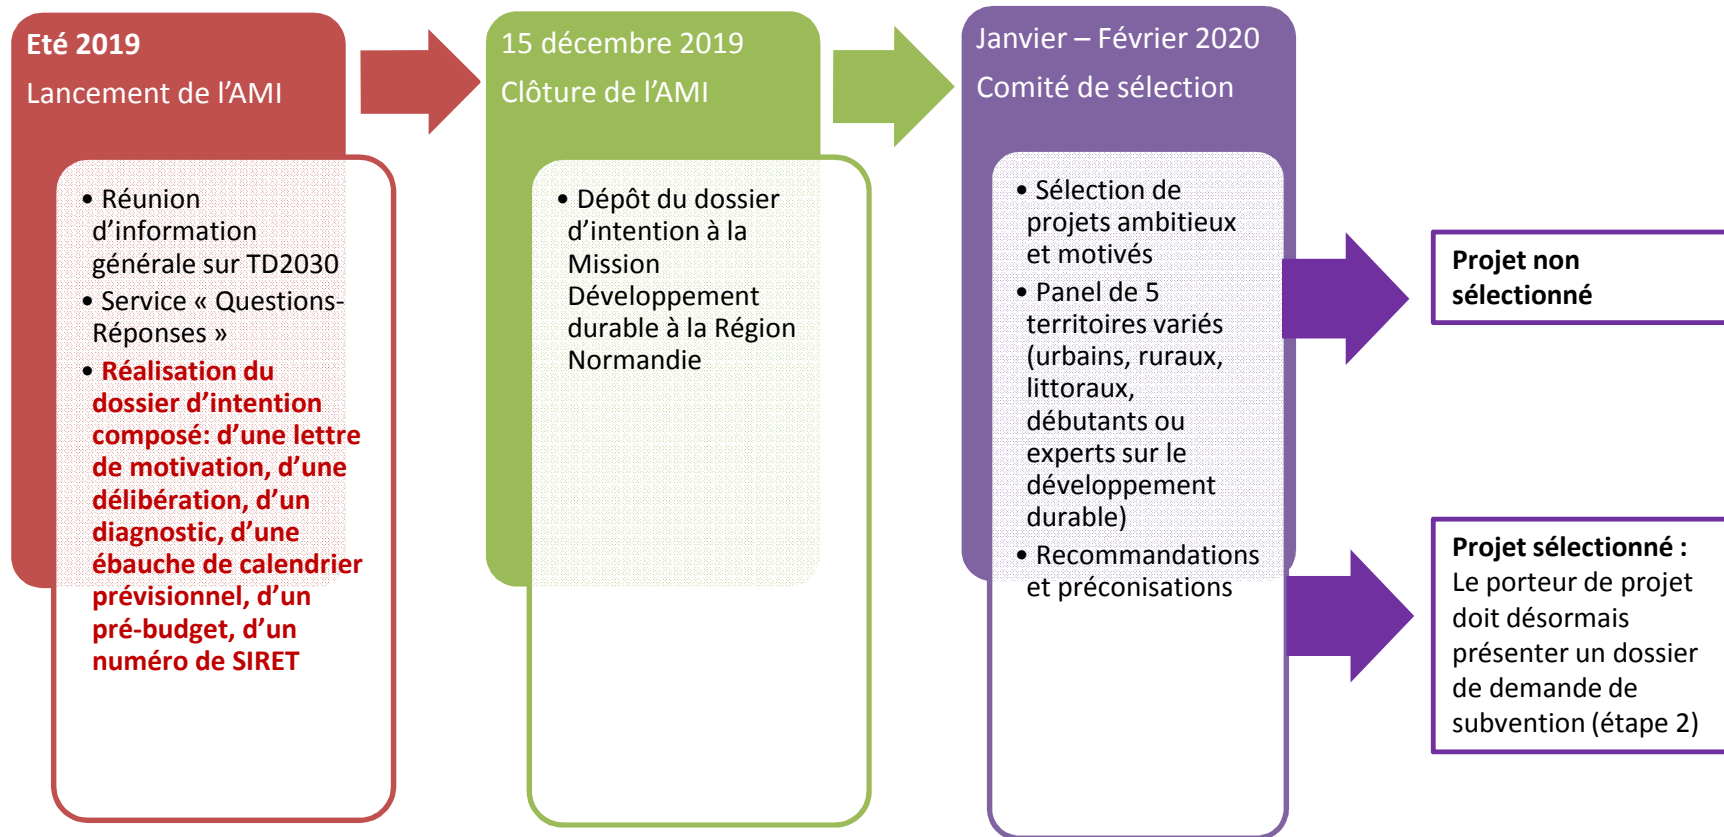 Eté 2019
Lancement de l’AMI
• Réunion
d’information
générale sur TD2030
• Service « Questions-
Réponses »
• Réalisation du
dossier d’intention
composé: d’une lettre
de motivation, d’une
délibération, d’un
diagnostic, d’une
ébauche de calendrier
prévisionnel, d’un
pré-budget, d’un
numéro de SIRET
15 décembre 2019
Clôture de l’AMI
• Dépôt du dossier
d’intention à la
Mission
Développement
durable à la Région
Normandie
Janvier – Février 2020
Comité de sélection
• Sélection de
projets ambitieux
et motivés
• Panel de 5
territoires variés
(urbains, ruraux,
littoraux,
débutants ou
experts sur le
développement
durable)
• Recommandations
et préconisations
Projet non
sélectionné
Projet sélectionné :
Le porteur de projet
doit désormais
présenter un dossier
de demande de
subvention (étape 2)